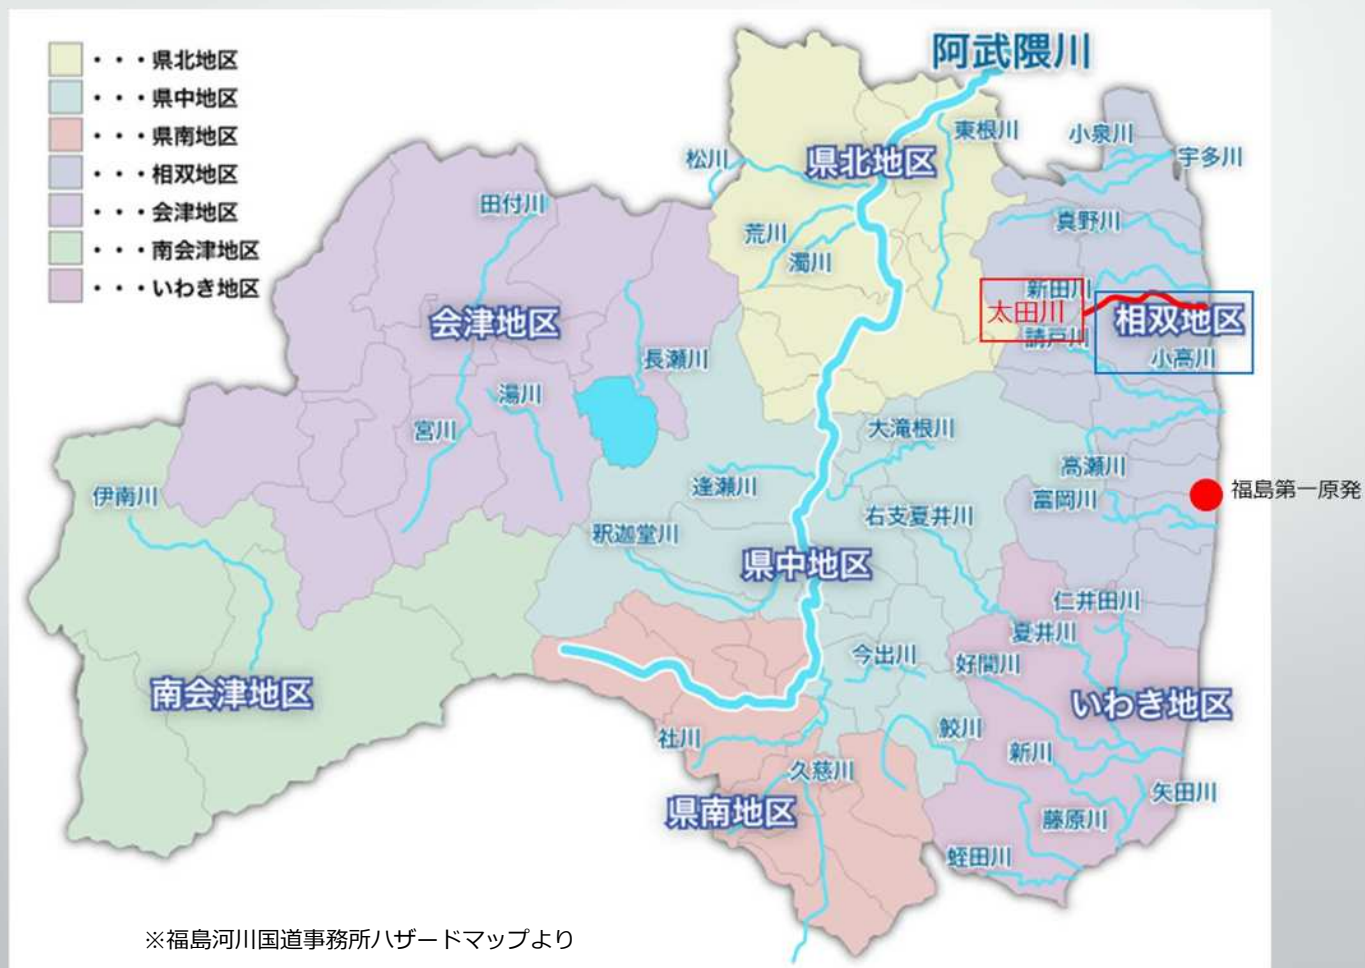 ・・・県北地区
・・・県中地区
・・・県南地区
・・・相双地区
・・・会津地区
・・・南会津地区
・・・いわき地区
阿武隈川
東根川
小泉川
宇多川
松川
県北地区
田付川
真野川
荒川
濁川
新田川
太田川
相双地区
会津地区
請戸川
小高川
長瀬川
湯川
宮川
大滝根川
高瀬川
逢瀬川
福島第一原発
伊南川
富岡川
右支夏井川
釈迦堂川
県中地区
仁井田川
夏井川
今出川
好間川
南会津地区
いわき地区
社川
鮫川
新川
久慈川
矢田川
県南地区
藤原川
蛭田川
※福島河川国道事務所ハザードマップより